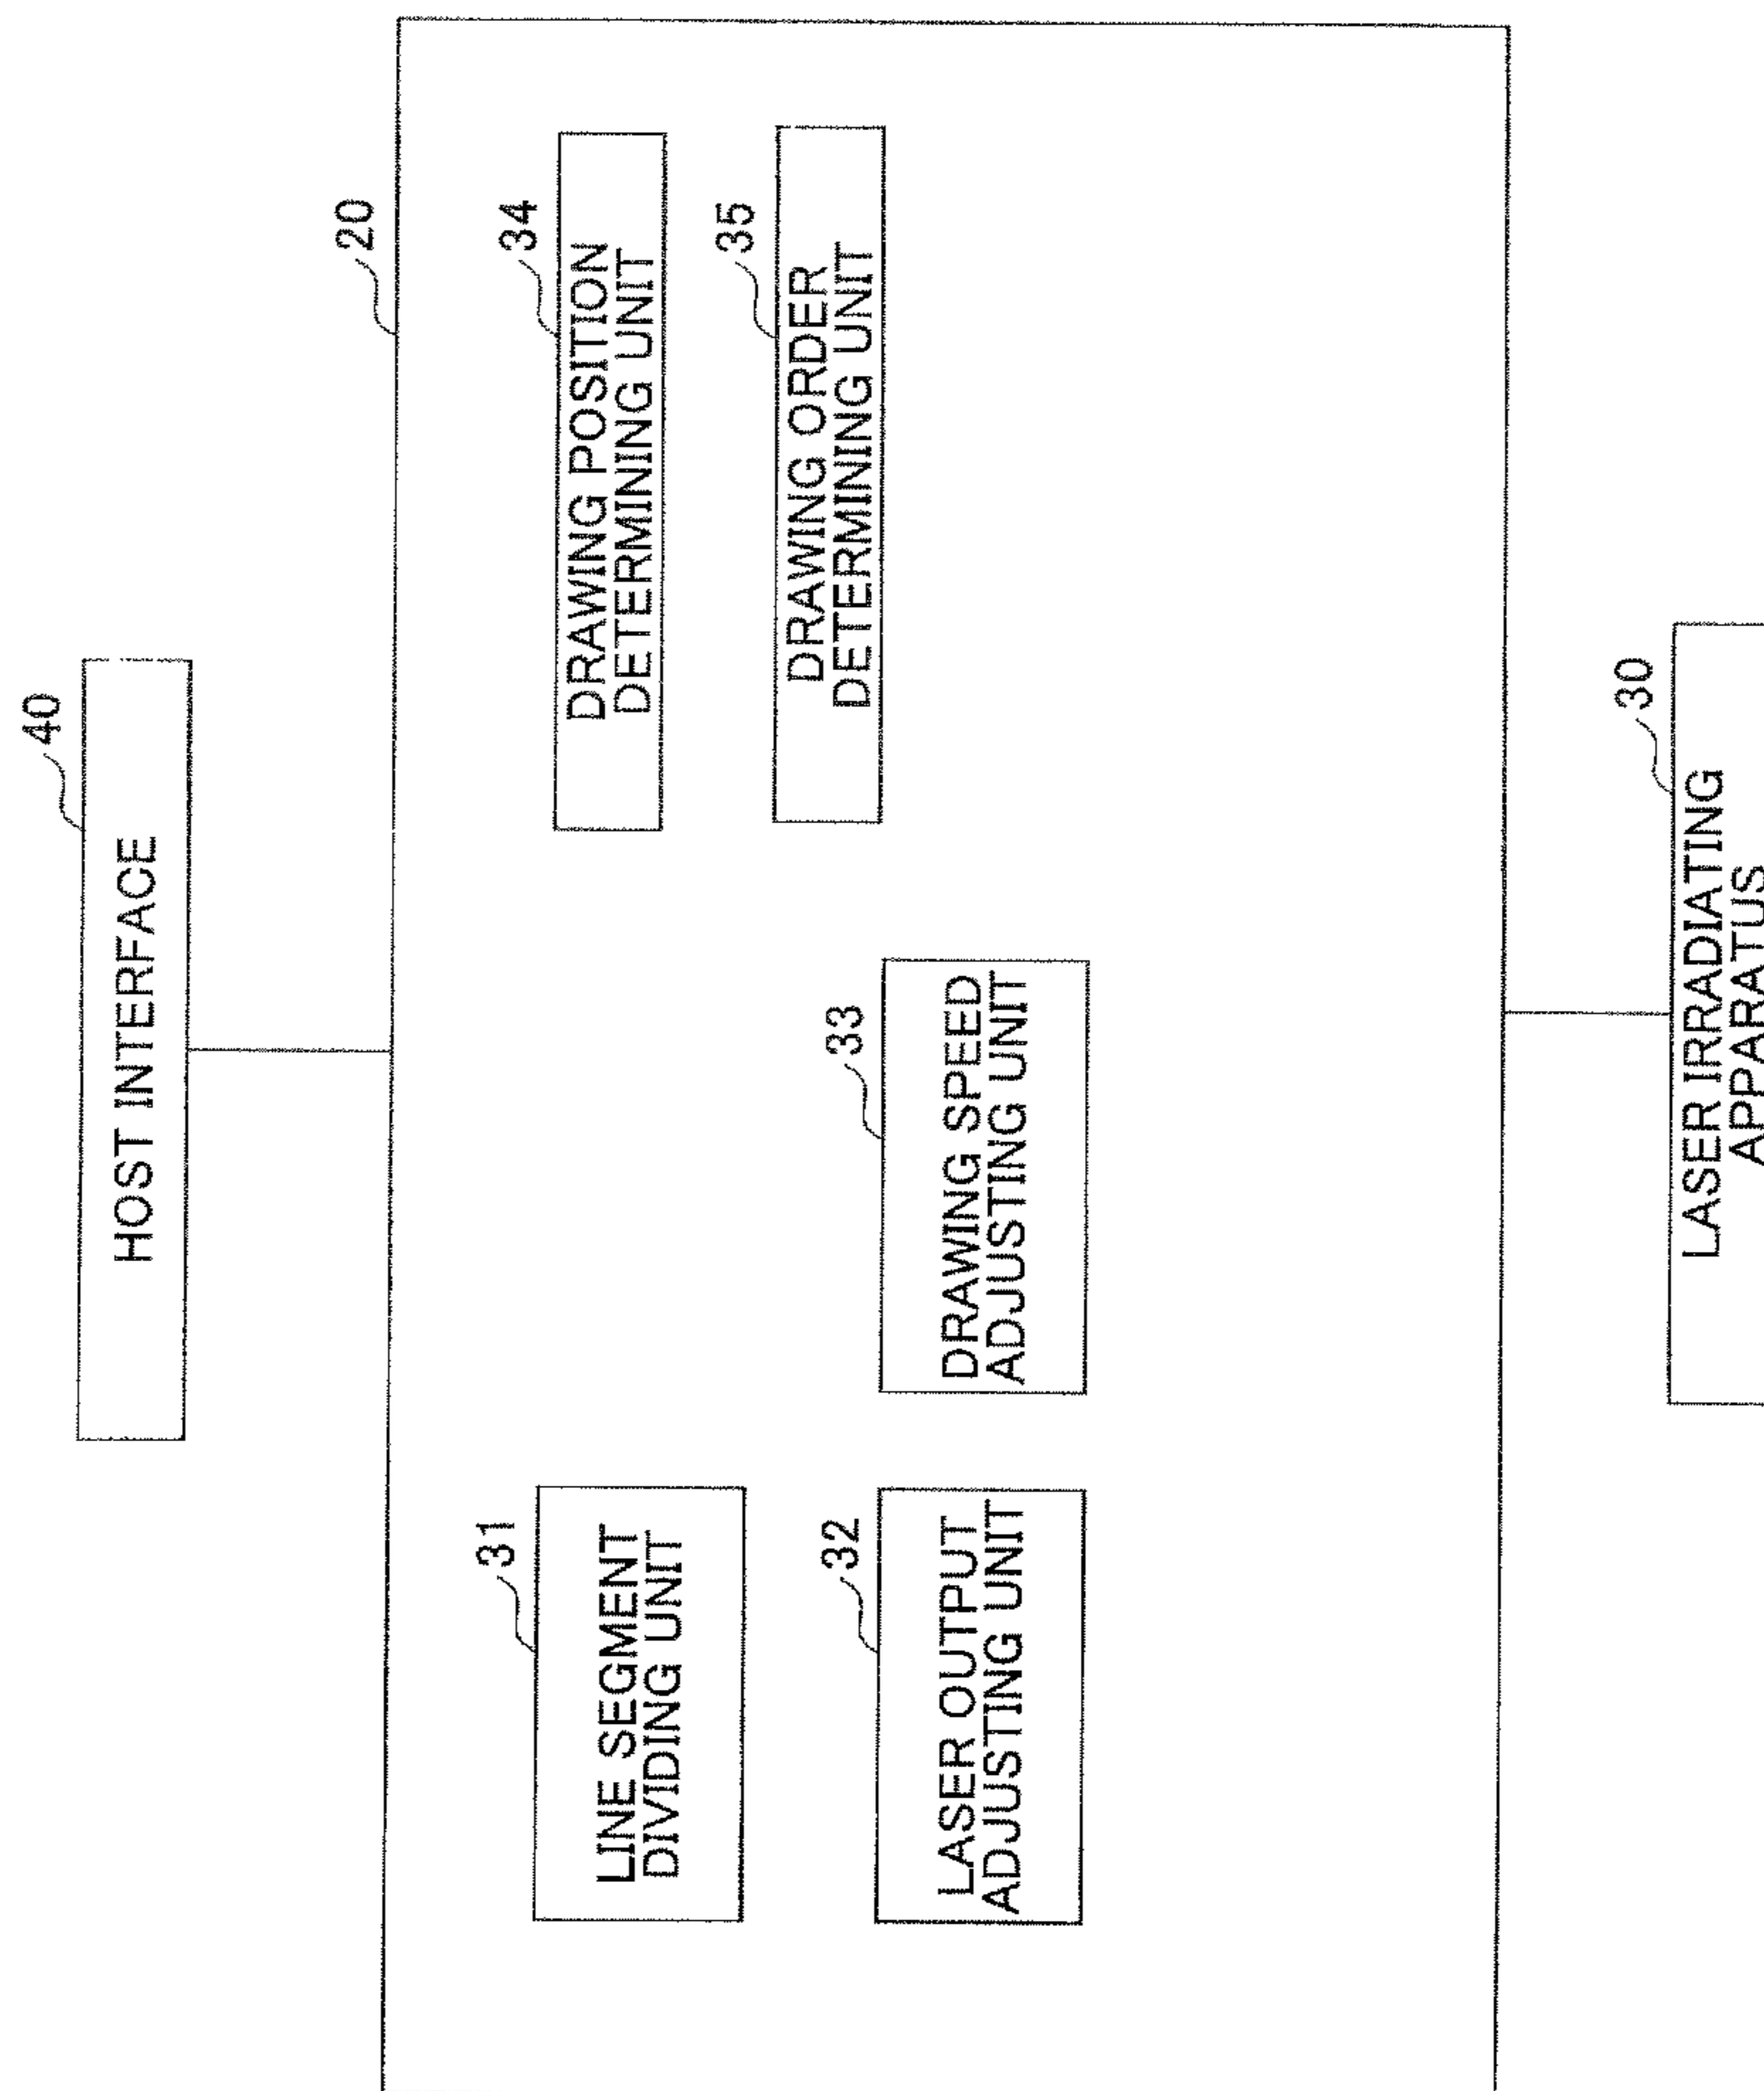 40
HOST INTERFACE
20
31
LINE SEGMENT
DIVIDING UNIT
34
DRAWING POSITION
DETERMINING UNIT
35
DRAWING ORDER
DETERMINING UNIT
32
LASER OUTPUT
ADJUSTING UNIT
33
DRAWING SPEED
ADJUSTING UNIT
30
LASER IRRADIATING
APPARATUS